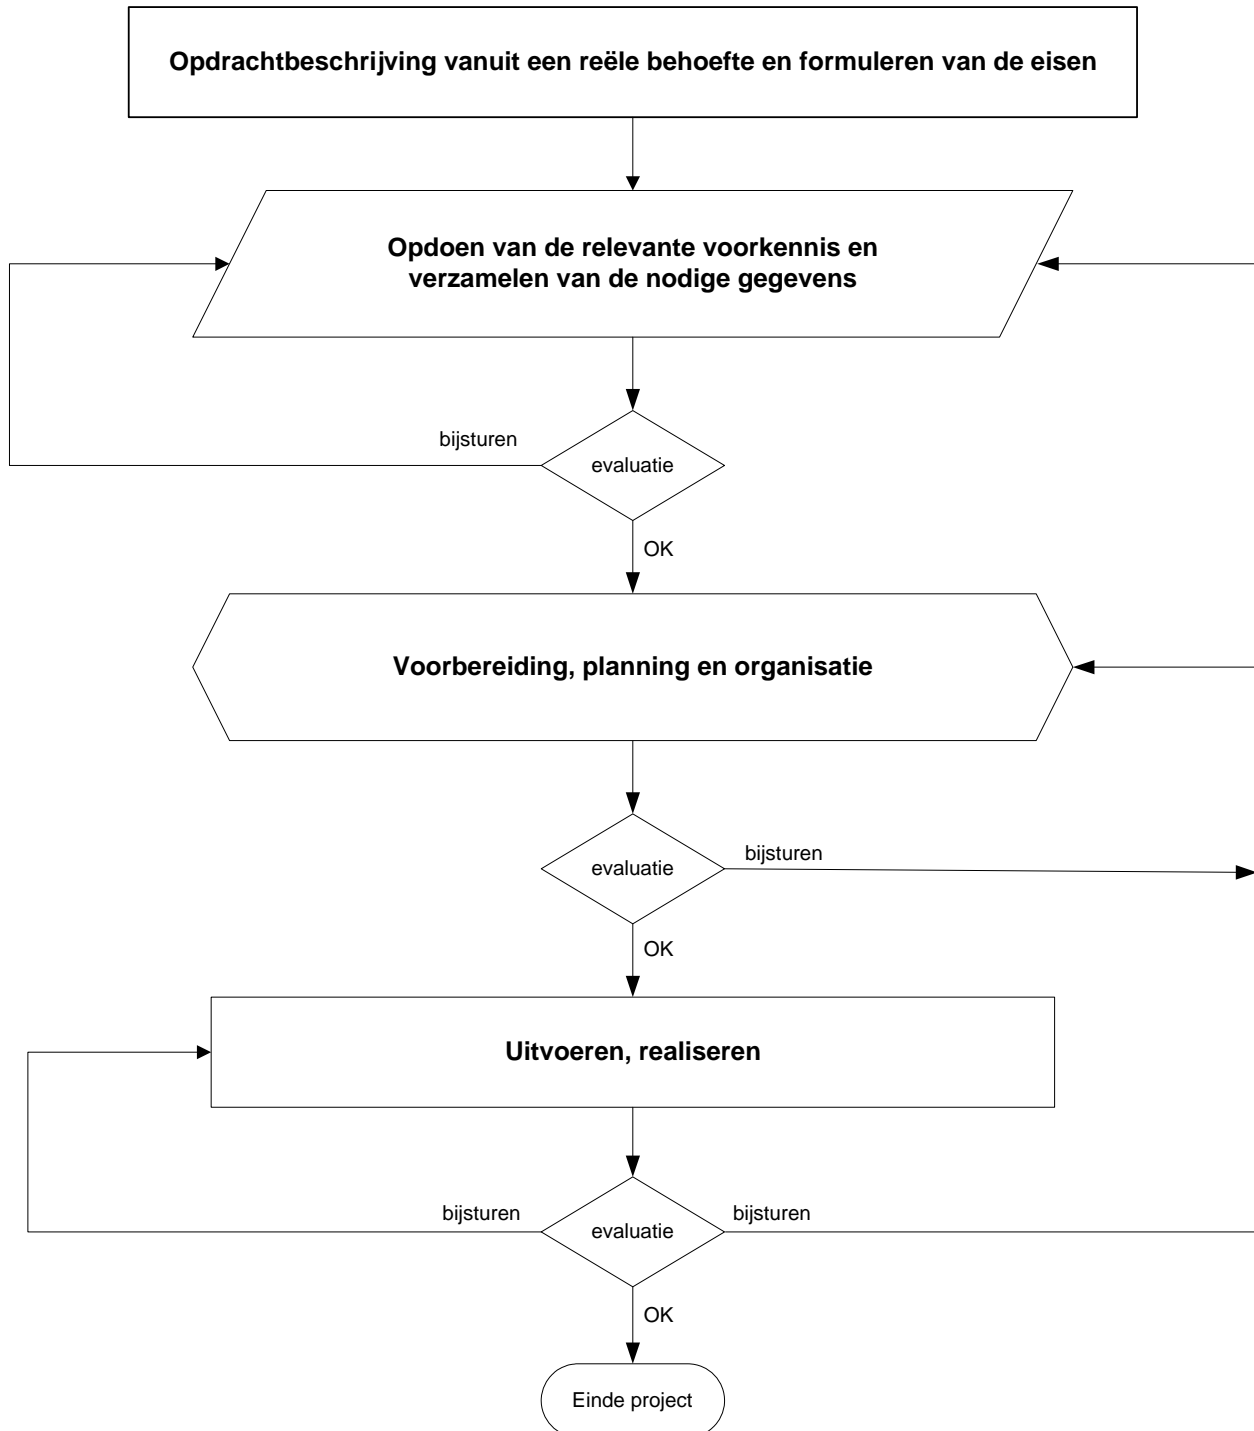 Opdrachtbeschrijving vanuit een reële behoefte en formuleren van de eisen
Opdoen van de relevante voorkennis en
verzamelen van de nodige gegevens
bijsturen
evaluatie
OK
Voorbereiding, planning en organisatie
evaluatie
bijsturen
OK
Uitvoeren, realiseren
bijsturen
evaluatie
bijsturen
OK
Einde project